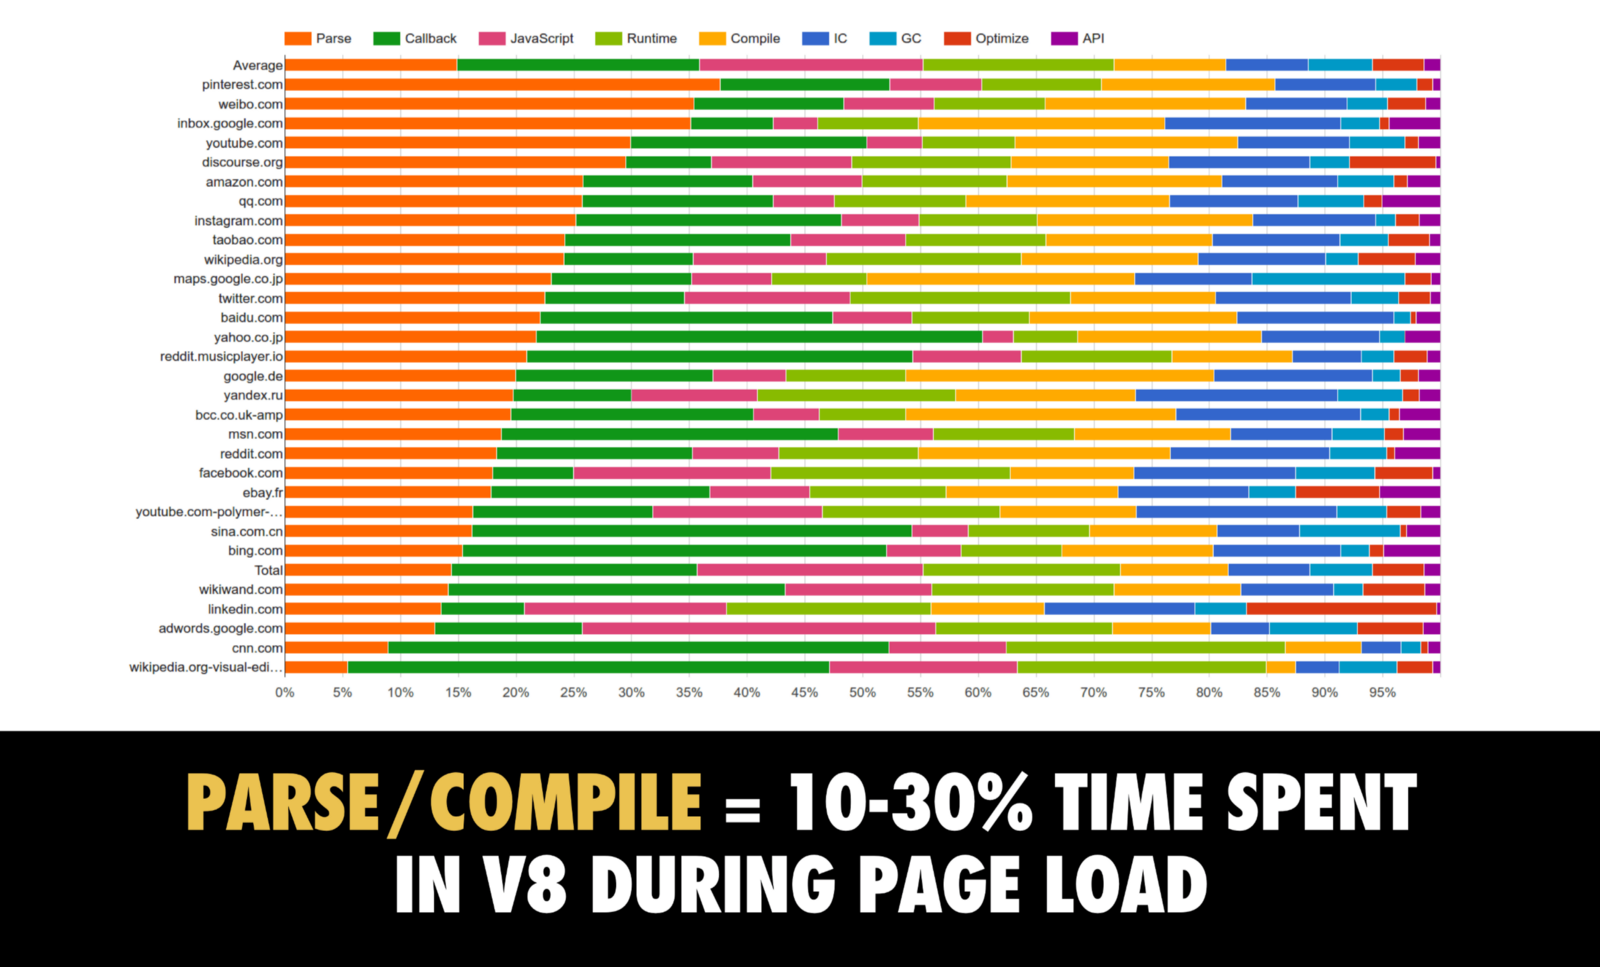 Parse Callback JavaScript Runtime Compile IC GC Optimize API
Average
pinterest.com
weibo.com
inbox.google.com
youtube.com
discourse.org
amazon.com
qq.com
instagram.com
taobao.com
wikipedia.org
maps.google.co.jp
twitter.com
baidu.com
yahoo.co.jp
reddit.musicplayer.io
google.de
yandex.ru
bcc.co.uk-amp
msn.com
reddit.com
facebook.com
ebay.fr
youtube.com-polymer-...
sina.com.cn
bing.com
Total
wikiwand.com
linkedin.com
adwords.google.com
cnn.com
wikipedia.org-visual-edi...
0% 5% 10% 15% 20% 25% 30% 35% 40% 45% 50% 55% 60% 65% 70% 75% 80% 85% 90% 95%
PARSE/COMPILE = 10-30% TIME SPENT
IN V8 DURING PAGE LOAD